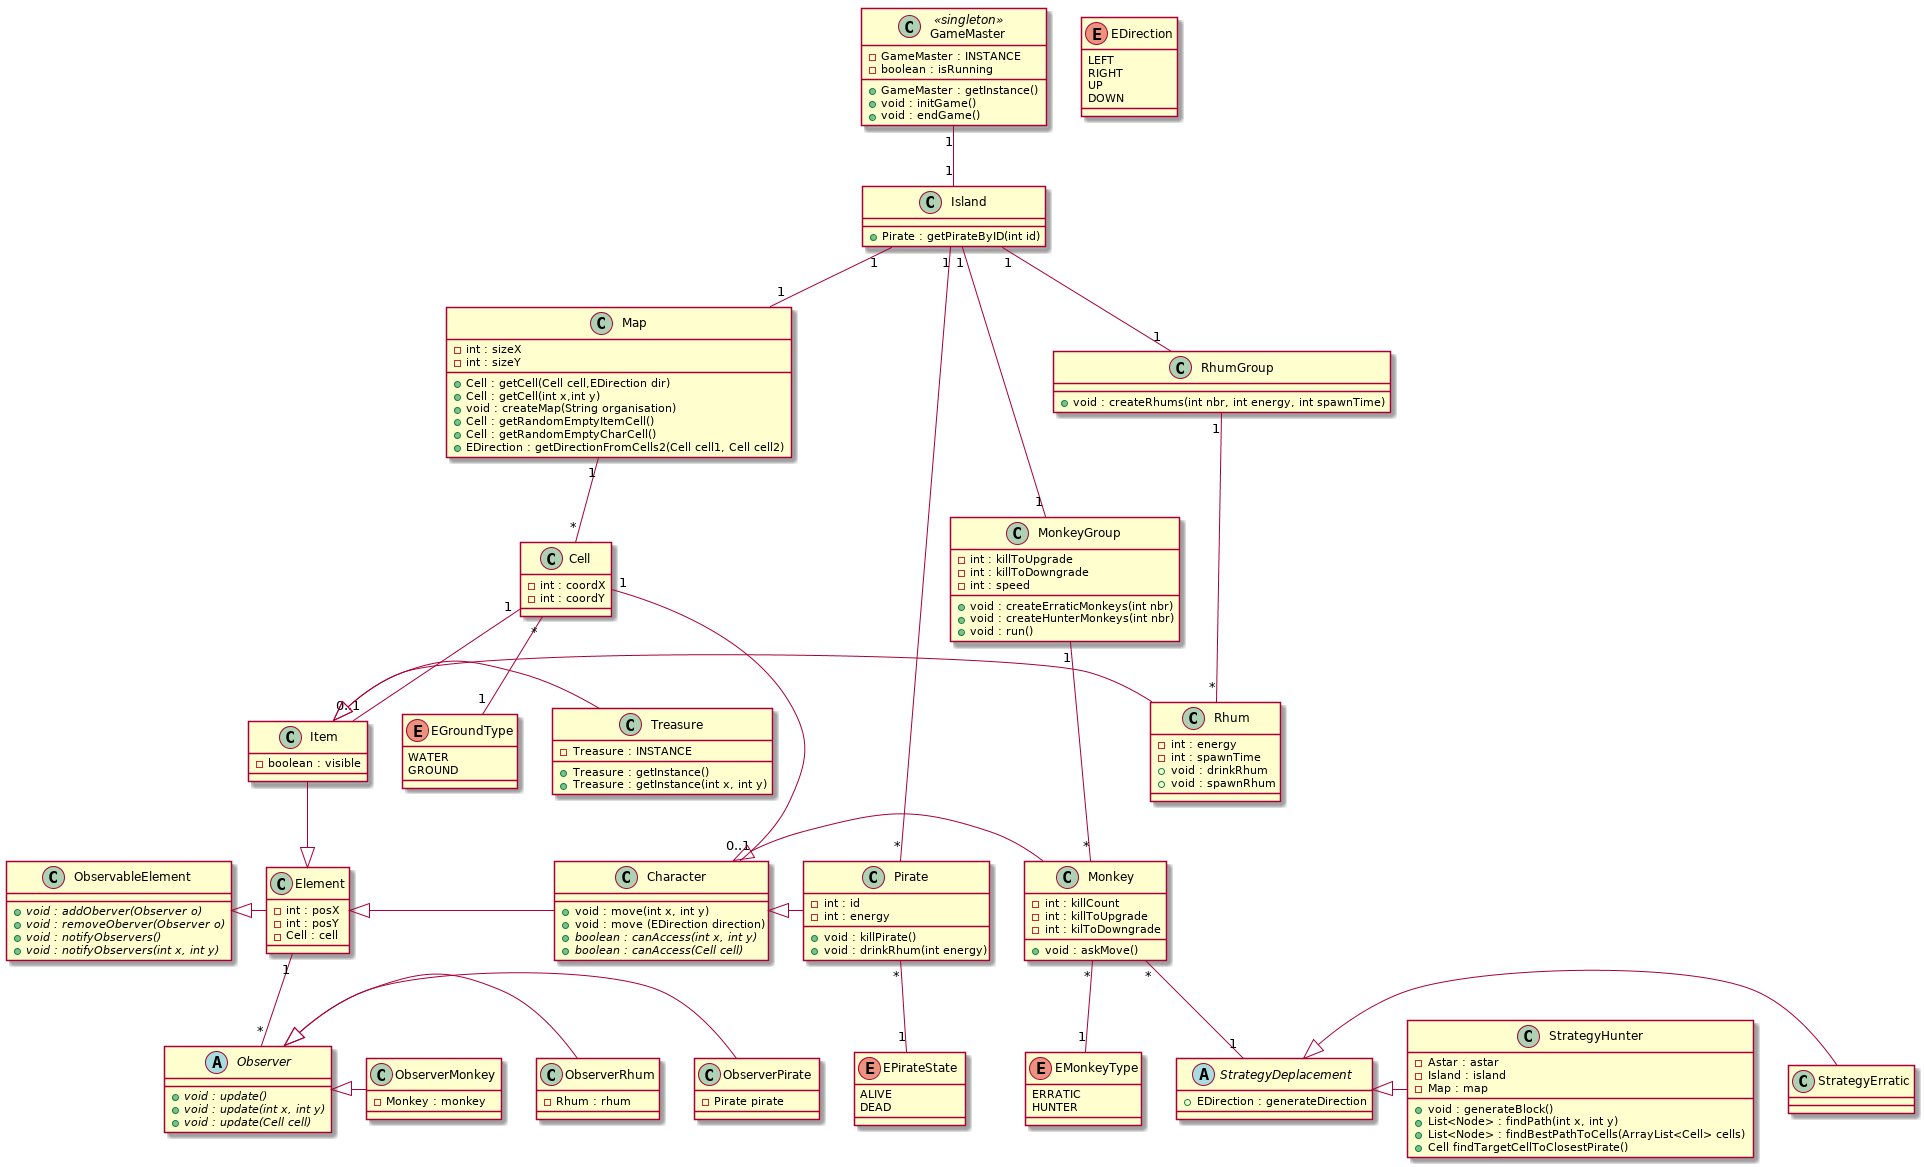 «singleton»
C GameMaster
GameMaster : INSTANCE
boolean : isRunning
GameMaster : getInstance()
void : initGame()
void : endGame()
E EDirection
LEFT
RIGHT
UP
DOWN
1
1
C Island
Pirate : getPirateByID(int id)
1
1
1
1
1
1
C Map
int : sizeX
int : sizeY
Cell : getCell(Cell cell,EDirection dir)
Cell : getCell(int x,int y)
void : createMap(String organisation)
Cell : getRandomEmptyItemCell()
Cell : getRandomEmptyCharCell()
EDirection : getDirectionFromCells2(Cell cell1, Cell cell2)
C RhumGroup
void : createRhums(int nbr, int energy, int spawnTime)
1
1
1
*
C MonkeyGroup
int : killToUpgrade
int : killToDowngrade
int : speed
void : createErraticMonkeys(int nbr)
void : createHunterMonkeys(int nbr)
void : run()
C Cell
int : coordX
int : coordY
1
1
*
1
*
1
0..1
C Item
boolean : visible
E EGroundType
WATER
GROUND
C Treasure
Treasure : INSTANCE
Treasure : getInstance()
Treasure : getInstance(int x, int y)
C Rhum
int : energy
int : spawnTime
void : drinkRhum
void : spawnRhum
0..1
*
*
C ObservableElement
void : addOberver(Observer o)
void : removeOberver(Observer o)
void : notifyObservers()
void : notifyObservers(int x, int y)
C Element
int : posX
int : posY
Cell : cell
C Character
void : move(int x, int y)
void : move (EDirection direction)
boolean : canAccess(int x, int y)
boolean : canAccess(Cell cell)
C Pirate
int : id
int : energy
void : killPirate()
void : drinkRhum(int energy)
C Monkey
int : killCount
int : killToUpgrade
int : kilToDowngrade
void : askMove()
1
*
*
*
*
1
1
1
A Observer
void : update()
void : update(int x, int y)
void : update(Cell cell)
C ObserverMonkey
Monkey : monkey
C ObserverRhum
Rhum : rhum
C ObserverPirate
Pirate pirate
E EPirateState
ALIVE
DEAD
E EMonkeyType
ERRATIC
HUNTER
A StrategyDeplacement
EDirection : generateDirection
C StrategyHunter
Astar : astar
Island : island
Map : map
void : generateBlock()
List<Node> : findPath(int x, int y)
List<Node> : findBestPathToCells(ArrayList<Cell> cells)
Cell findTargetCellToClosestPirate()
C StrategyErratic